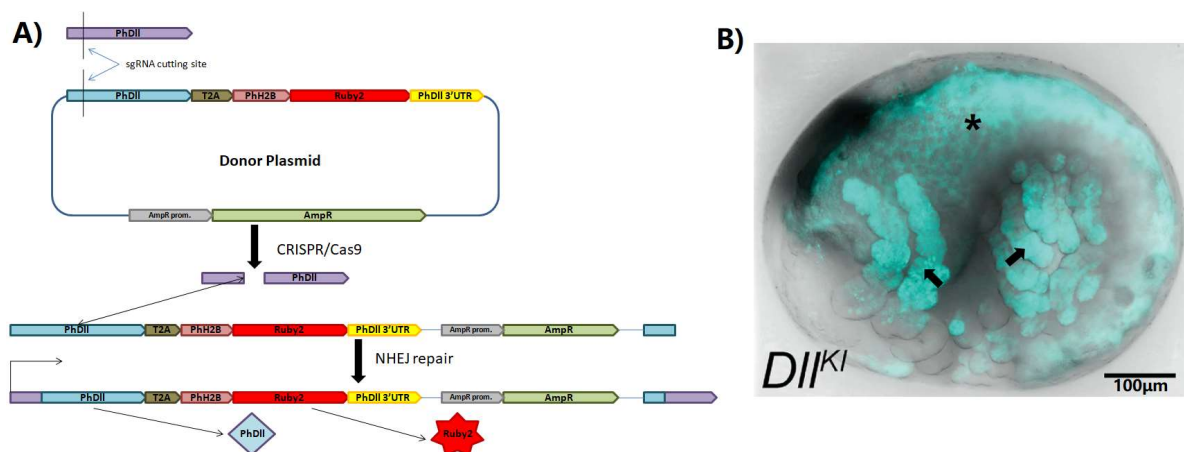 A)
PhDll
sgRNA cutting site
PhDll T2A PhH2B Ruby2 PhDll 3'UTR
Donor Plasmid
AmpR prom. AmpR
CRISPR/Cas9
PhDll
PhDll T2A PhH2B Ruby2 PhDll 3'UTR AmpR prom. AmpR
NHEJ repair
PhDll T2A PhH2B Ruby2 PhDll 3'UTR AmpR prom. AmpR
PhDll Ruby2
B)
*
Dll^KI
100µm